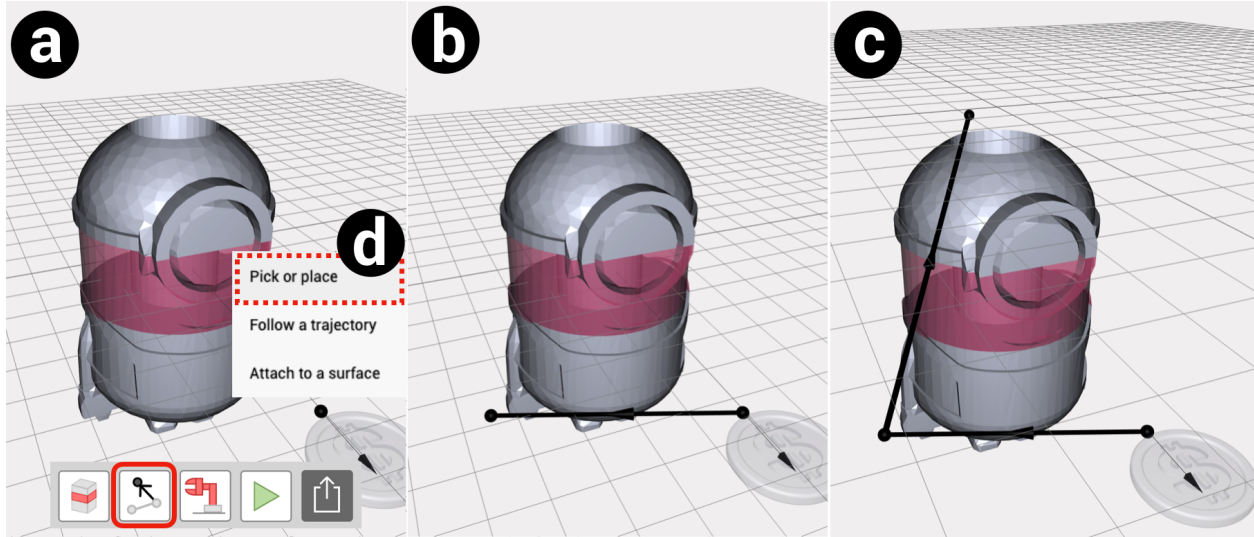 a
b
c
d
Pick or place
Follow a trajectory
Attach to a surface